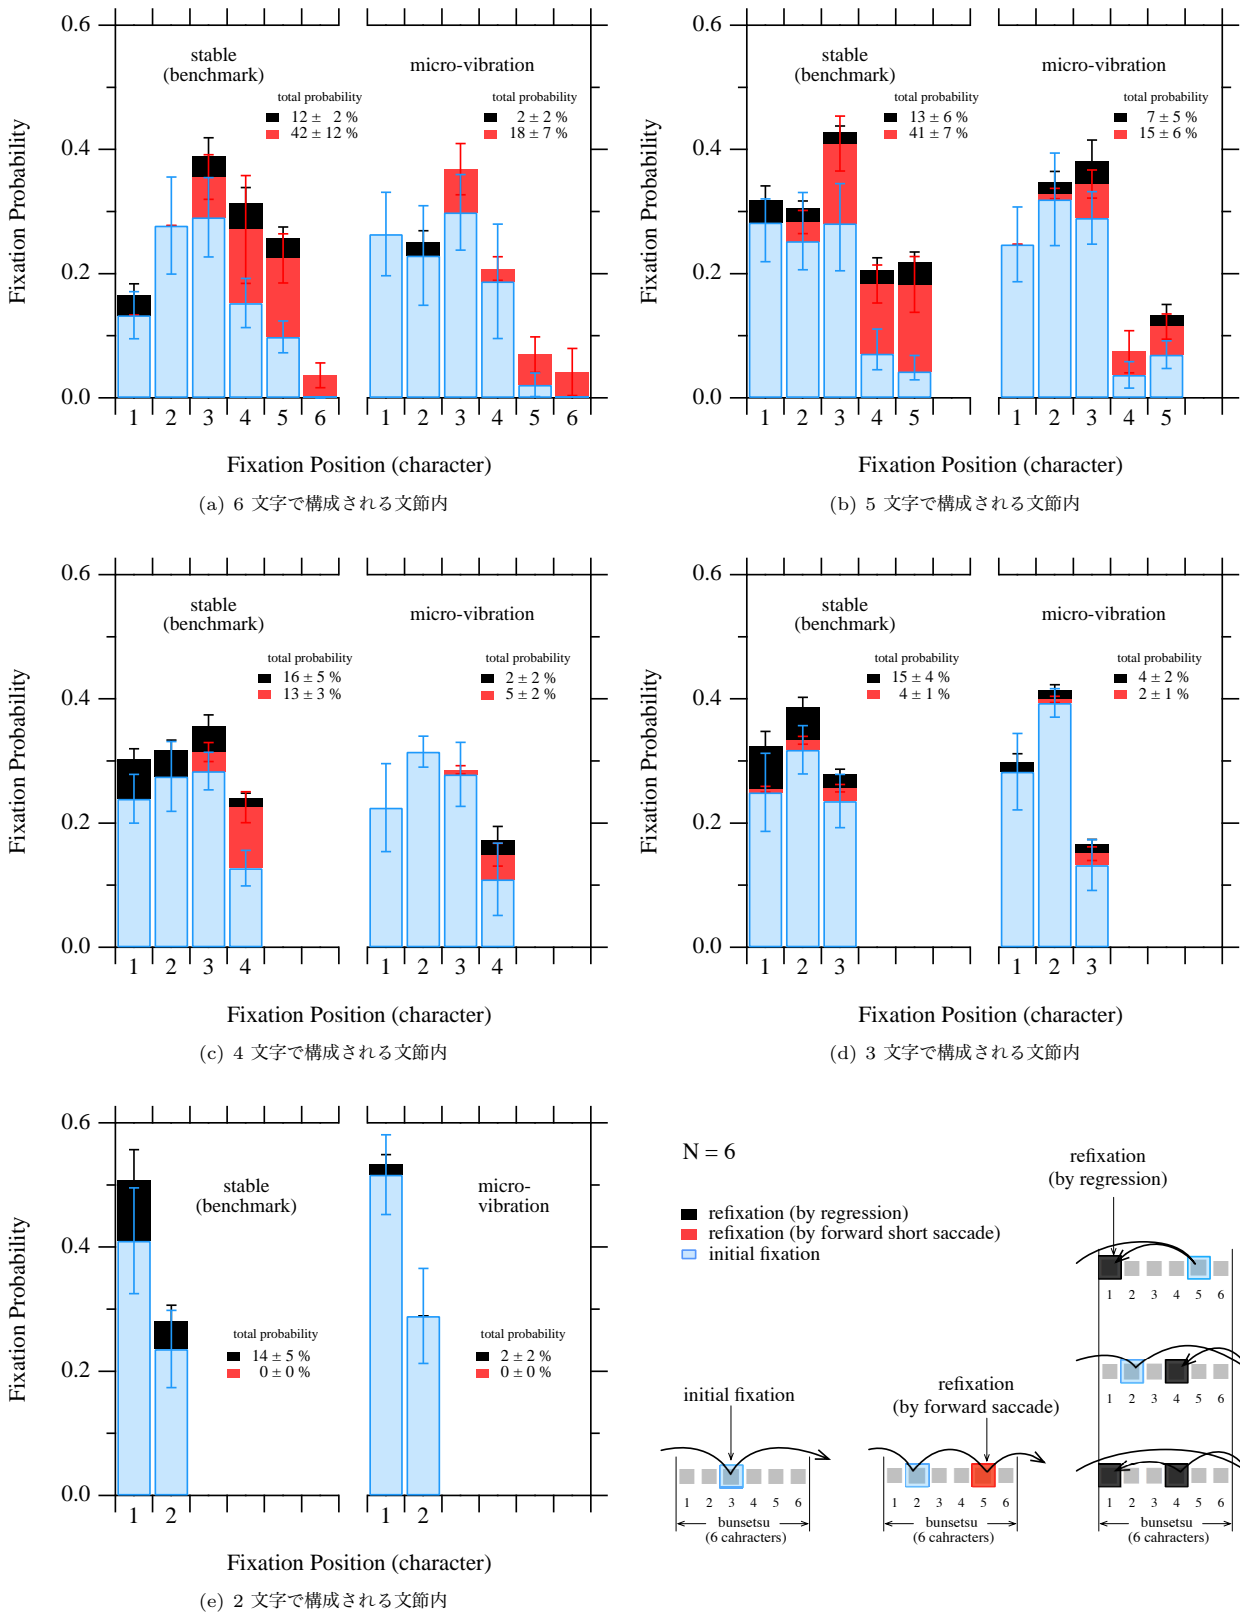 0.6
0.4
0.2
0.0
Fixation Probability
stable
(benchmark)
total probability
12 ± 2 %
42 ± 12 %
micro-vibration
total probability
2 ± 2 %
18 ± 7 %
1 2 3 4 5 6
1 2 3 4 5 6
Fixation Position (character)
(a) 6 文字で構成される文節内
0.6
0.4
0.2
0.0
Fixation Probability
stable
(benchmark)
total probability
13 ± 6 %
41 ± 7 %
micro-vibration
total probability
7 ± 5 %
15 ± 6 %
1 2 3 4 5
1 2 3 4 5
Fixation Position (character)
(b) 5 文字で構成される文節内
0.6
0.4
0.2
0.0
Fixation Probability
stable
(benchmark)
total probability
16 ± 5 %
13 ± 3 %
micro-vibration
total probability
2 ± 2 %
5 ± 2 %
1 2 3 4
1 2 3 4
Fixation Position (character)
(c) 4 文字で構成される文節内
0.6
0.4
0.2
0.0
Fixation Probability
stable
(benchmark)
total probability
15 ± 4 %
4 ± 1 %
micro-vibration
total probability
4 ± 2 %
2 ± 1 %
1 2 3
1 2 3
Fixation Position (character)
(d) 3 文字で構成される文節内
0.6
0.4
0.2
0.0
Fixation Probability
stable
(benchmark)
total probability
14 ± 5 %
0 ± 0 %
micro-
vibration
total probability
2 ± 2 %
0 ± 0 %
1 2
1 2
Fixation Position (character)
(e) 2 文字で構成される文節内
N = 6
refixation (by regression)
refixation (by forward short saccade)
initial fixation
refixation
(by regression)
1 2 3 4 5 6
1 2 3 4 5 6
initial fixation
1 2 3 4 5 6
bunsetsu
(6 cahracters)
refixation
(by forward saccade)
1 2 3 4 5 6
bunsetsu
(6 cahracters)
1 2 3 4 5 6
bunsetsu
(6 cahracters)